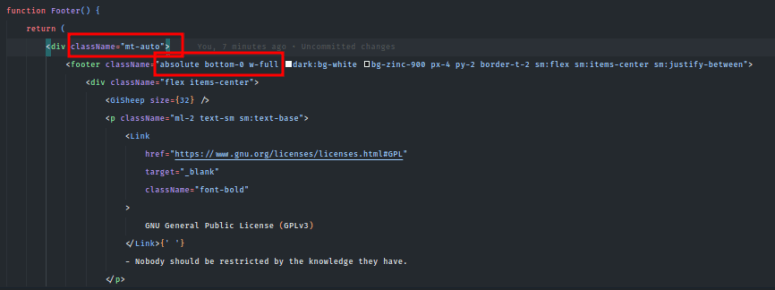 function Footer() {
return (
<div className="mt-auto"> You, 7 minutes ago • Uncommitted changes
<footer className="absolute bottom-0 w-full dark:bg-white bg-zinc-900 px-4 py-2 border-t-2 sm:flex sm:items-center sm:justify-between">
<div className="flex items-center">
<GiSheep size={32} />
<p className="ml-2 text-sm sm:text-base">
<Link
href="https://www.gnu.org/licenses/licenses.html#GPL"
target="_blank"
className="font-bold"
>
GNU General Public License (GPLv3)
</Link>{' '}
- Nobody should be restricted by the knowledge they have.
</p>